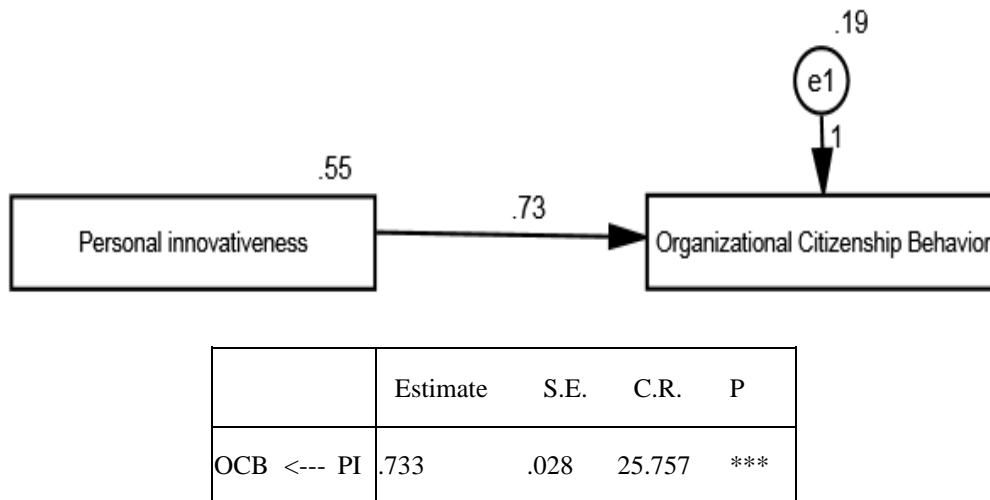 .19
e1
1
.55
.73
Personal innovativeness
Organizational Citizenship Behavior
Estimate S.E. C.R. P
OCB <--- PI .733 .028 25.757 ***